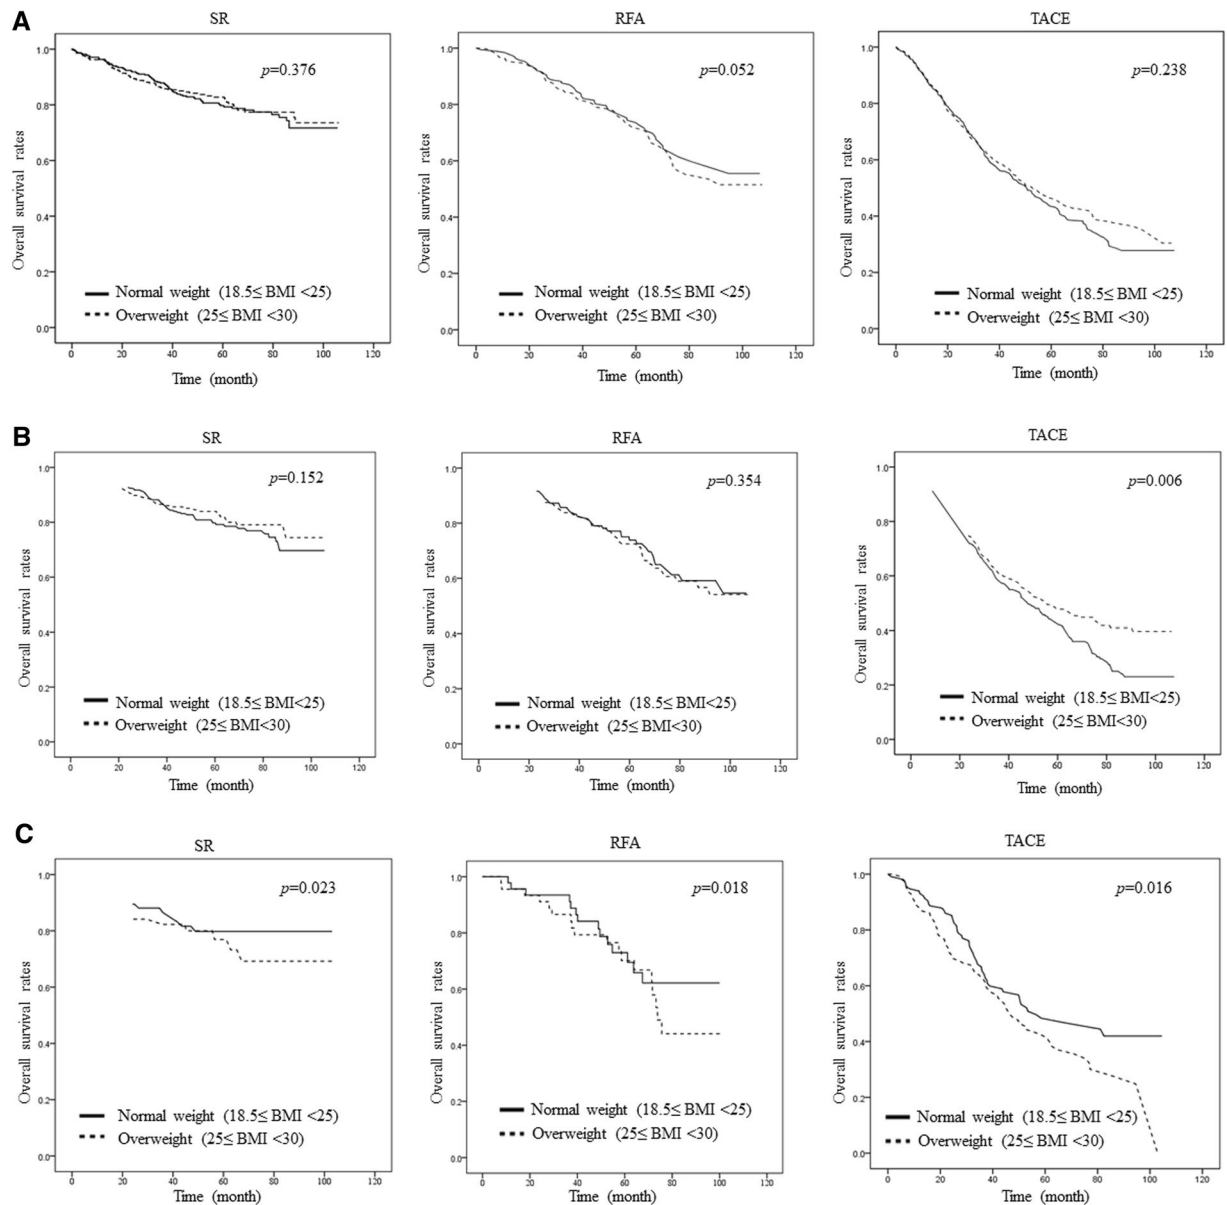 A
SR
p=0.376
Overall survival rates
1.0
0.8
0.6
0.4
0.2
0.0
Normal weight (18.5≤ BMI <25)
Overweight (25≤ BMI <30)
0 20 40 60 80 100 120
Time (month)
RFA
p=0.052
Overall survival rates
1.0
0.8
0.6
0.4
0.2
0.0
Normal weight (18.5≤ BMI <25)
Overweight (25≤ BMI <30)
0 20 40 60 80 100 120
Time (month)
TACE
p=0.238
Overall survival rates
1.0
0.8
0.6
0.4
0.2
0.0
Normal weight (18.5≤ BMI <25)
Overweight (25≤ BMI <30)
0 20 40 60 80 100 120
Time (month)
B
SR
p=0.152
Overall survival rates
1.0
0.8
0.6
0.4
0.2
0.0
Normal weight (18.5≤ BMI<25)
Overweight (25≤ BMI<30)
0 20 40 60 80 100 120
Time (month)
RFA
p=0.354
Overall survival rates
1.0
0.8
0.6
0.4
0.2
0.0
Normal weight (18.5≤ BMI<25)
Overweight (25≤ BMI<30)
0 20 40 60 80 100 120
Time (month)
TACE
p=0.006
Overall survival rates
1.0
0.8
0.6
0.4
0.2
0.0
Normal weight (18.5≤ BMI<25)
Overweight (25≤ BMI<30)
0 20 40 60 80 100 120
Time (month)
C
SR
p=0.023
Overall survival rates
1.0
0.8
0.6
0.4
0.2
0.0
Normal weight (18.5≤ BMI <25)
Overweight (25≤ BMI <30)
0 20 40 60 80 100 120
Time (month)
RFA
p=0.018
Overall survival rates
1.0
0.8
0.6
0.4
0.2
0.0
Normal weight (18.5≤ BMI <25)
Overweight (25≤ BMI <30)
0 20 40 60 80 100 120
Time (month)
TACE
p=0.016
Overall survival rates
1.0
0.8
0.6
0.4
0.2
0.0
Normal weight (18.5≤ BMI <25)
Overweight (25≤ BMI <30)
0 20 40 60 80 100 120
Time (month)